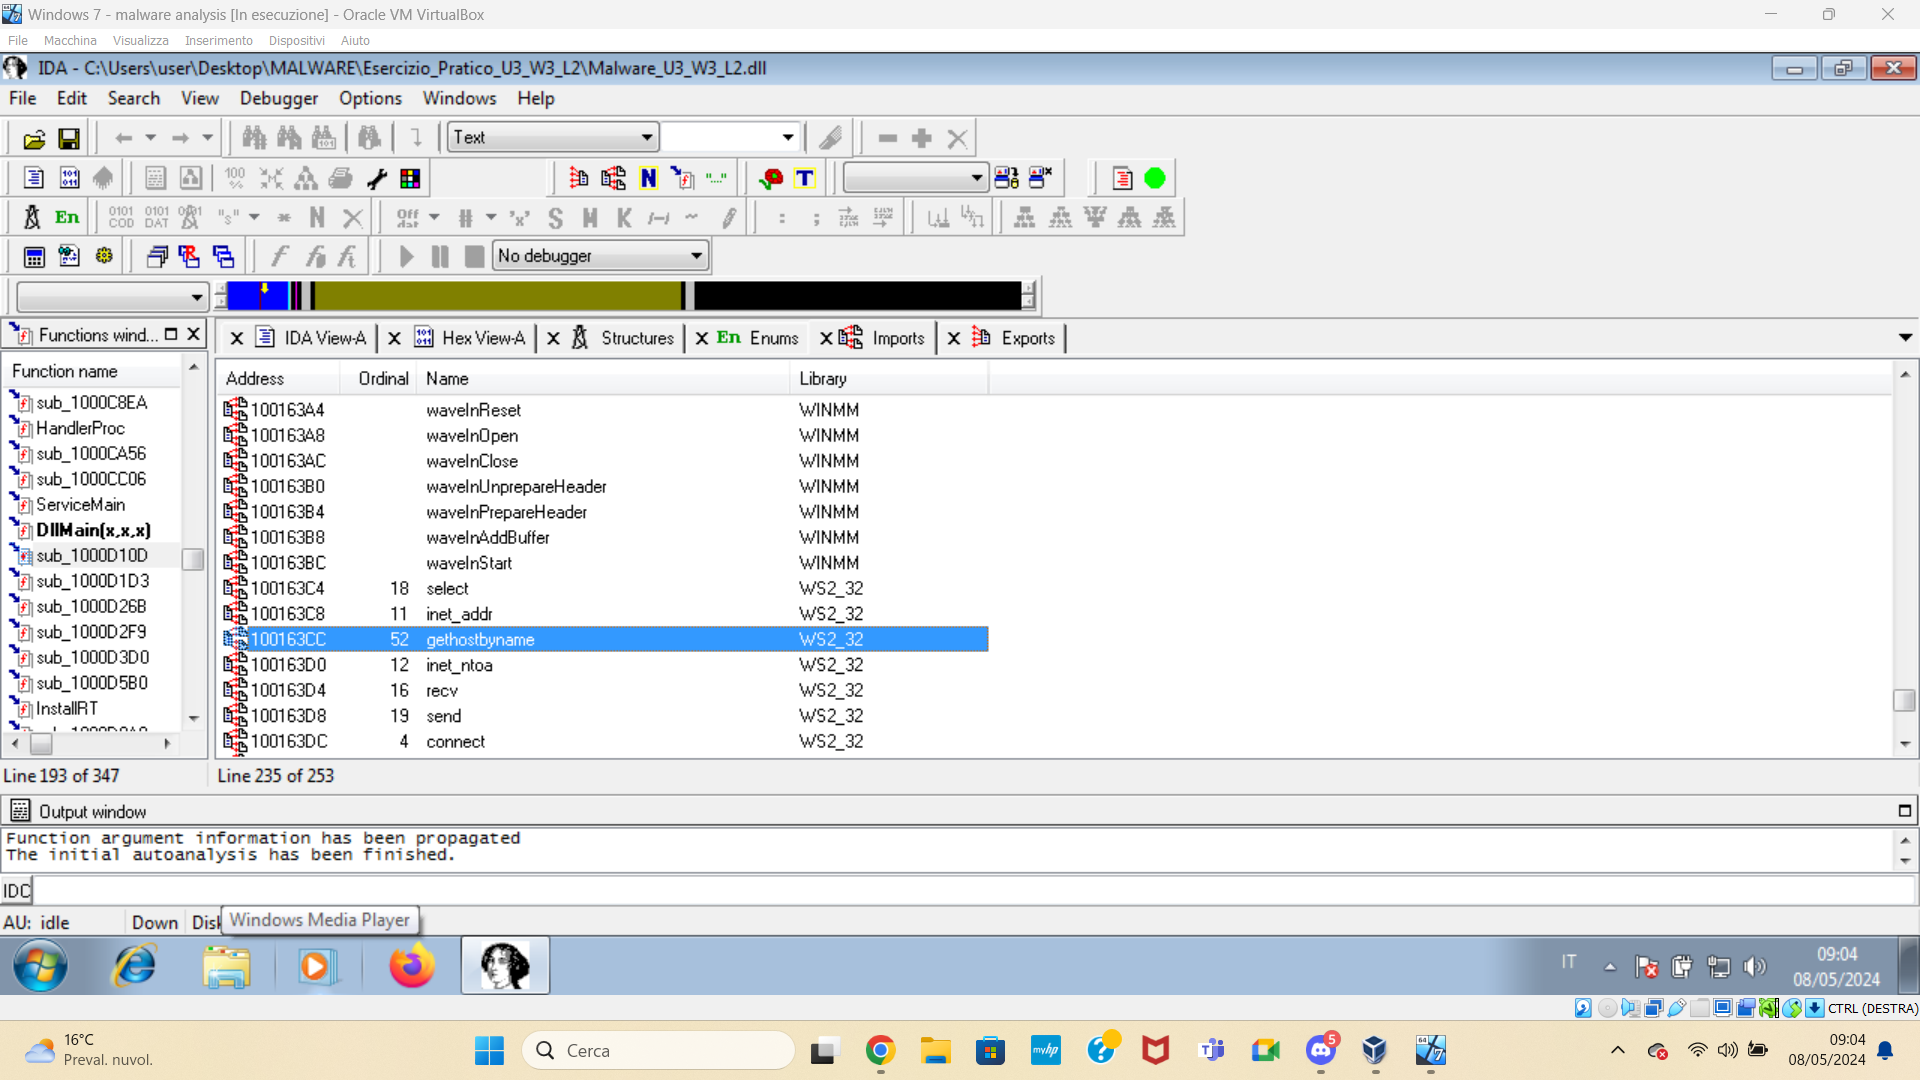 Windows 7 - malware analysis [In esecuzione] - Oracle VM VirtualBox
File Macchina Visualizza Inserimento Dispositivi Aiuto
IDA - C:\Users\user\Desktop\MALWARE\Esercizio_Pratico_U3_W3_L2\Malware_U3_W3_L2.dll
File Edit Search View Debugger Options Windows Help
Text
En
No debugger
Functions wind...
IDA View-A
Hex View-A
Structures
En Enums
Imports
Exports
Function name
sub_1000C8EA
HandlerProc
sub_1000CA56
sub_1000CC06
ServiceMain
DllMain(x,x,x)
sub_1000D10D
sub_1000D1D3
sub_1000D26B
sub_1000D2F9
sub_1000D3D0
sub_1000D5B0
InstallRT
Address Ordinal Name Library
100163A4 waveInReset WINMM
100163A8 waveInOpen WINMM
100163AC waveInClose WINMM
100163B0 waveInUnprepareHeader WINMM
100163B4 waveInPrepareHeader WINMM
100163B8 waveInAddBuffer WINMM
100163BC waveInStart WINMM
100163C4 18 select WS2_32
100163C8 11 inet_addr WS2_32
100163CC 52 gethostbyname WS2_32
100163D0 12 inet_ntoa WS2_32
100163D4 16 recv WS2_32
100163D8 19 send WS2_32
100163DC 4 connect WS2_32
Line 193 of 347
Line 235 of 253
Output window
Function argument information has been propagated
The initial autoanalysis has been finished.
IDC
AU: idle Down Disk
Windows Media Player
IT
09:04
08/05/2024
CTRL (DESTRA)
16°C
Preval. nuvol.
Cerca
myhp
5
09:04
08/05/2024